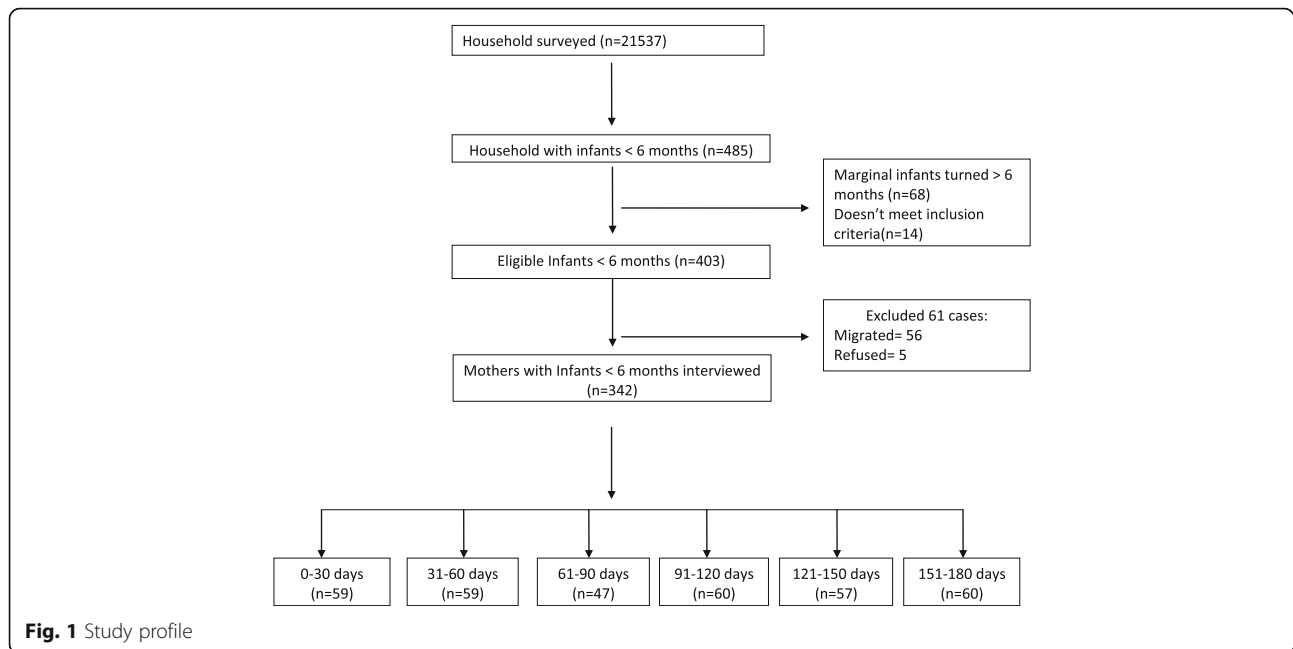 Household surveyed (n=21537)
Household with infants < 6 months (n=485)
Marginal infants turned > 6
months (n=68)
Doesn't meet inclusion
criteria(n=14)
Eligible Infants < 6 months (n=403)
Excluded 61 cases:
Migrated= 56
Refused= 5
Mothers with Infants < 6 months interviewed
(n=342)
0-30 days
(n=59)
31-60 days
(n=59)
61-90 days
(n=47)
91-120 days
(n=60)
121-150 days
(n=57)
151-180 days
(n=60)
Fig. 1 Study profile